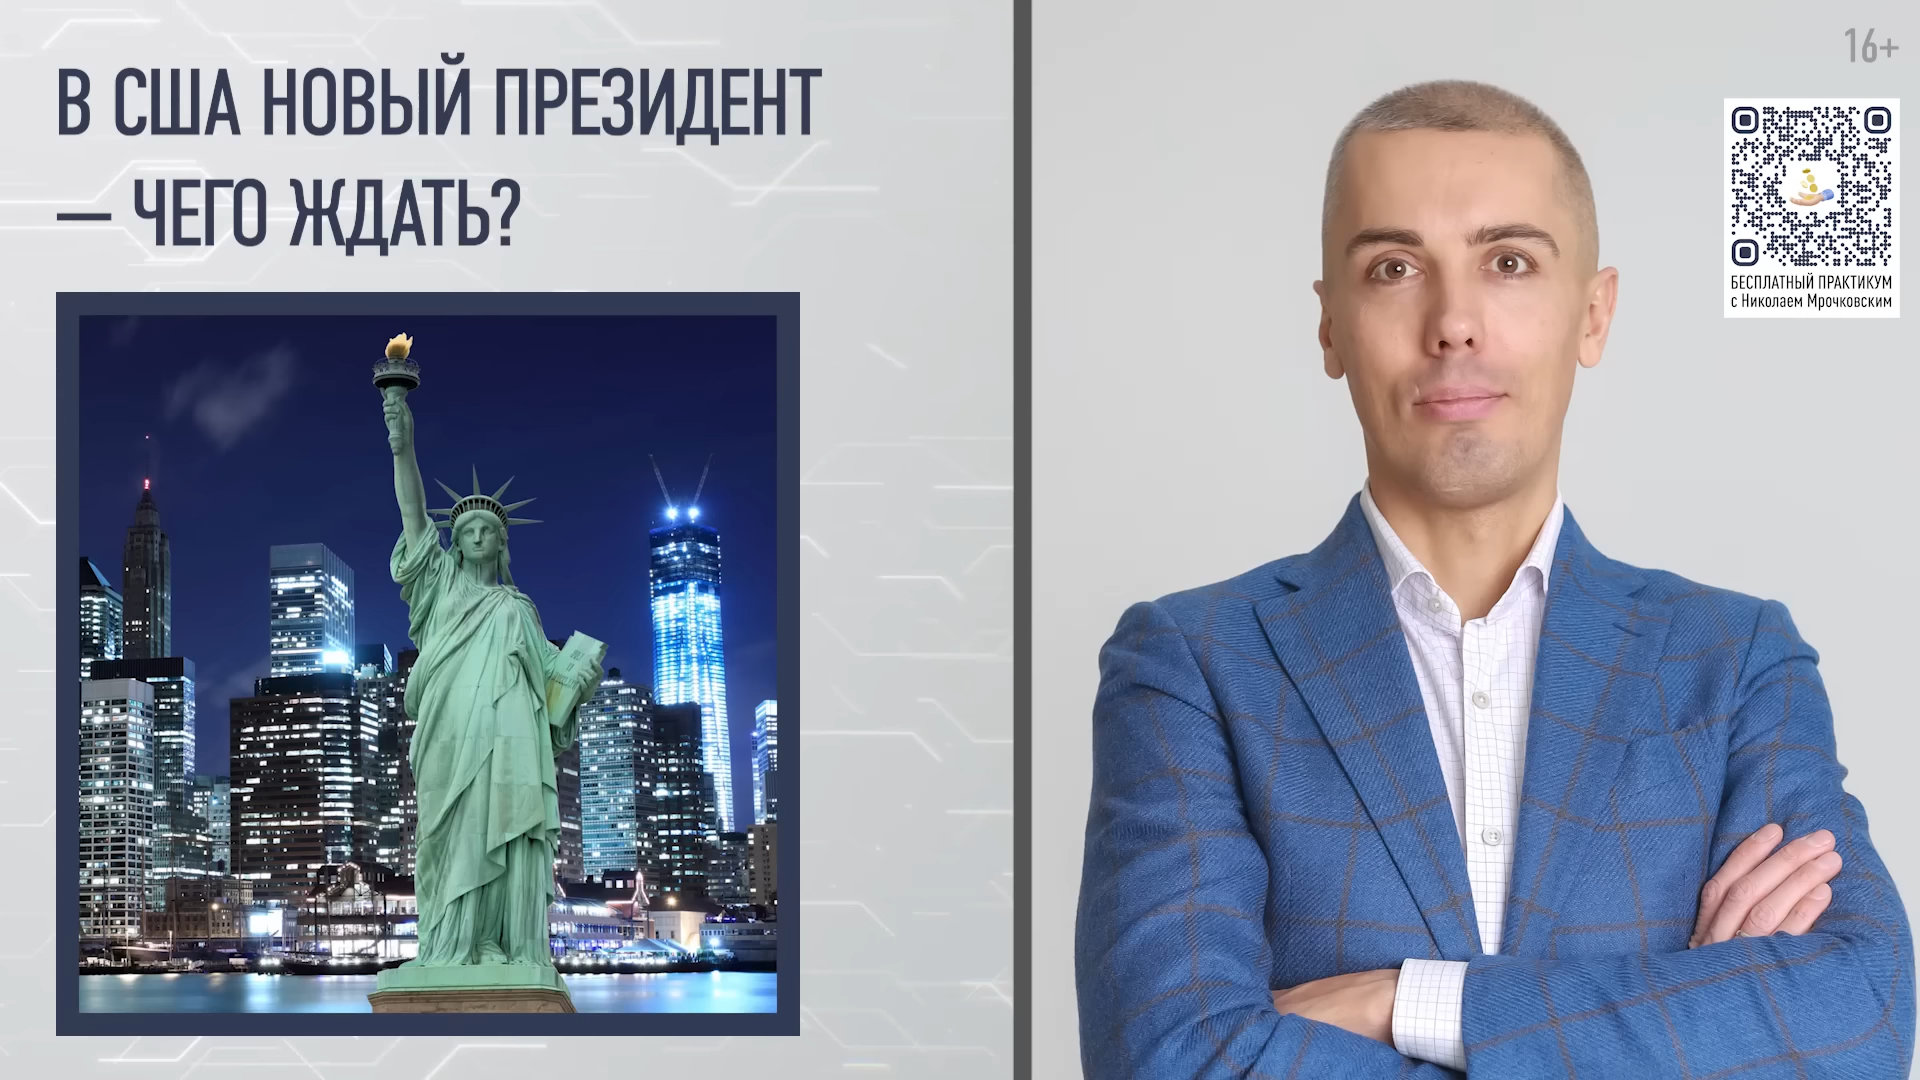 В США НОВЫЙ ПРЕЗИДЕНТ
— ЧЕГО ЖДАТЬ?
16+
БЕСПЛАТНЫЙ ПРАКТИКУМ
с Николаем Мрочковским